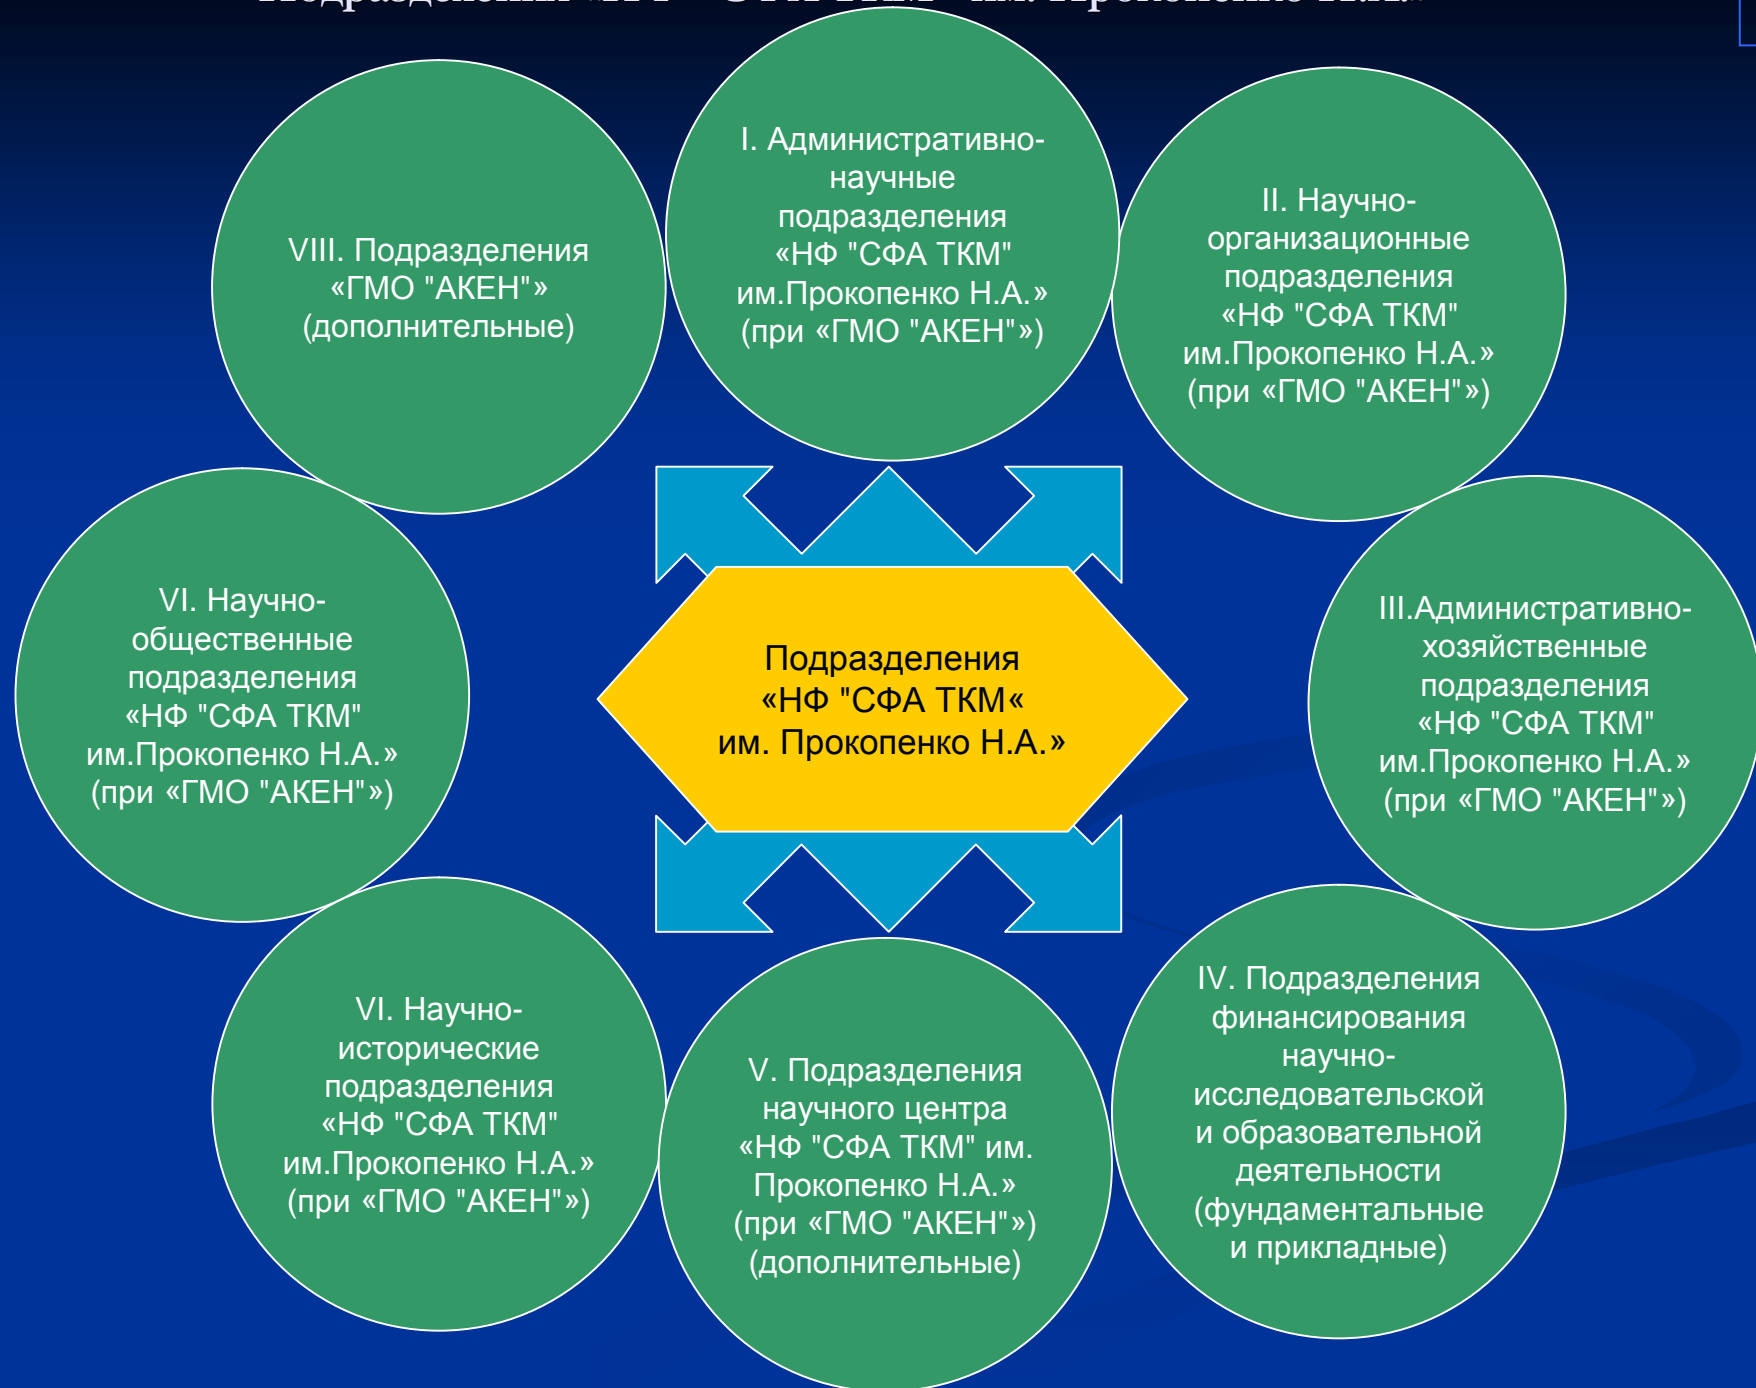 I. Административно-
научные
подразделения
«НФ "СФА ТКМ"
им.Прокопенко Н.А.»
(при «ГМО "АКЕН"»)
II. Научно-
организационные
подразделения
«НФ "СФА ТКМ"
им.Прокопенко Н.А.»
(при «ГМО "АКЕН"»)
III.Административно-
хозяйственные
подразделения
«НФ "СФА ТКМ"
им.Прокопенко Н.А.»
(при «ГМО "АКЕН"»)
IV. Подразделения
финансирования
научно-
исследовательской
и образовательной
деятельности
(фундаментальные
и прикладные)
V. Подразделения
научного центра
«НФ "СФА ТКМ" им.
Прокопенко Н.А.»
(при «ГМО "АКЕН"»)
(дополнительные)
VI. Научно-
исторические
подразделения
«НФ "СФА ТКМ"
им.Прокопенко Н.А.»
(при «ГМО "АКЕН"»)
VI. Научно-
общественные
подразделения
«НФ "СФА ТКМ"
им.Прокопенко Н.А.»
(при «ГМО "АКЕН"»)
VIII. Подразделения
«ГМО "АКЕН"»
(дополнительные)
Подразделения
«НФ "СФА ТКМ«
им. Прокопенко Н.А.»